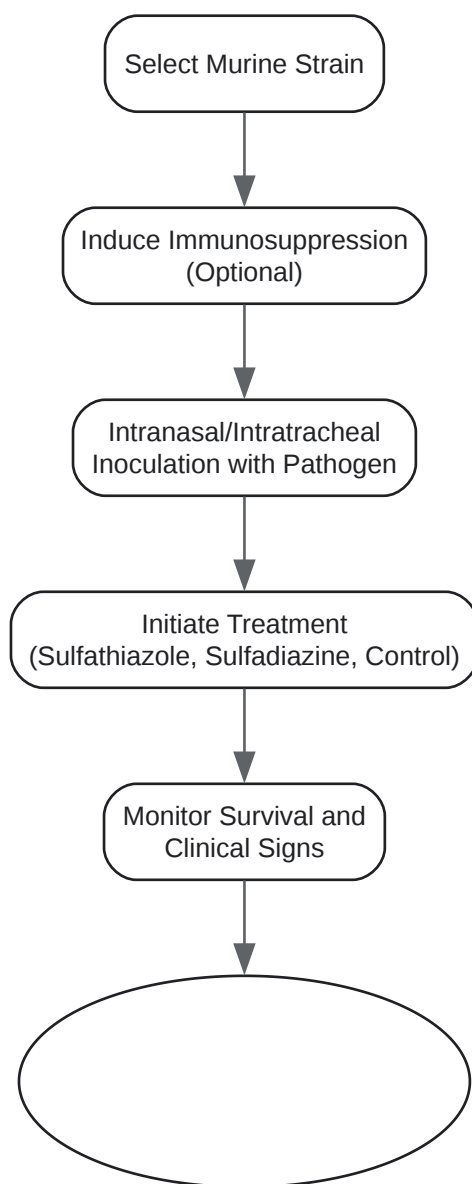 Select Murine Strain
Induce Immunosuppression
(Optional)
Intranasal/Intratracheal
Inoculation with Pathogen
Initiate Treatment
(Sulfathiazole, Sulfadiazine, Control)
Monitor Survival and
Clinical Signs